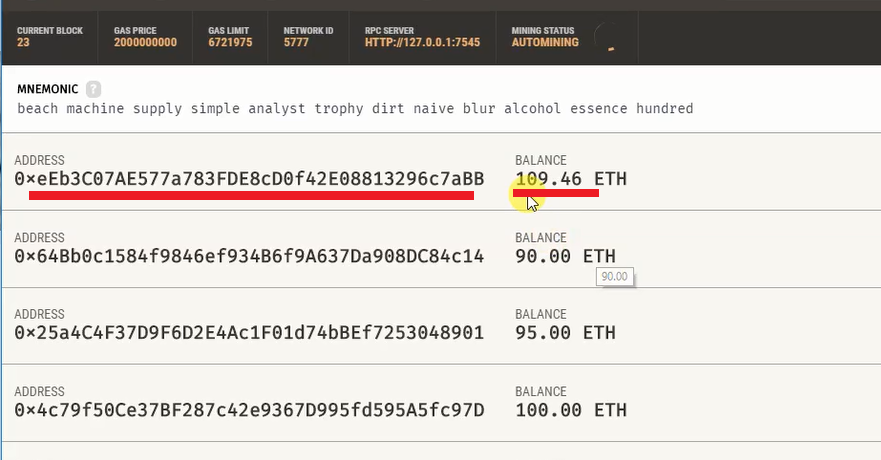 CURRENT BLOCK GAS PRICE GAS LIMIT NETWORK ID RPC SERVER MINING STATUS
23 2000000000 6721975 5777 HTTP://127.0.0.1:7545 AUTOMINING
MNEMONIC ?
beach machine supply simple analyst trophy dirt naive blur alcohol essence hundred
ADDRESS BALANCE
0×eEb3C07AE577a783FDE8cD0f42E08813296c7aBB 109.46 ETH
ADDRESS BALANCE
0×64Bb0c1584f9846ef934B6f9A637Da908DC84c14 90.00 ETH
90.00
ADDRESS BALANCE
0×25a4C4F37D9F6D2E4Ac1F01d74bBEf7253048901 95.00 ETH
ADDRESS BALANCE
0×4c79f50Ce37BF287c42e9367D995fd595A5fc97D 100.00 ETH